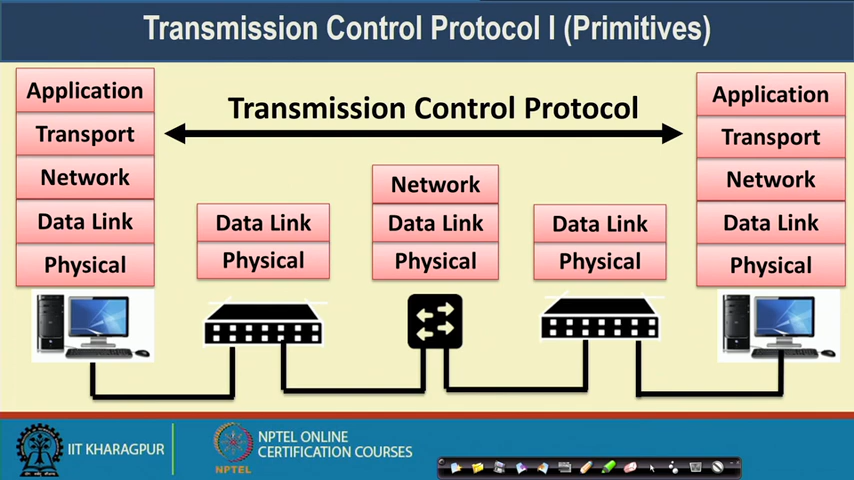 Transmission Control Protocol I (Primitives)
Application
Transport
Network
Data Link
Physical
Transmission Control Protocol
Data Link
Physical
Network
Data Link
Physical
Data Link
Physical
Application
Transport
Network
Data Link
Physical
IIT KHARAGPUR
NPTEL
NPTEL ONLINE
CERTIFICATION COURSES